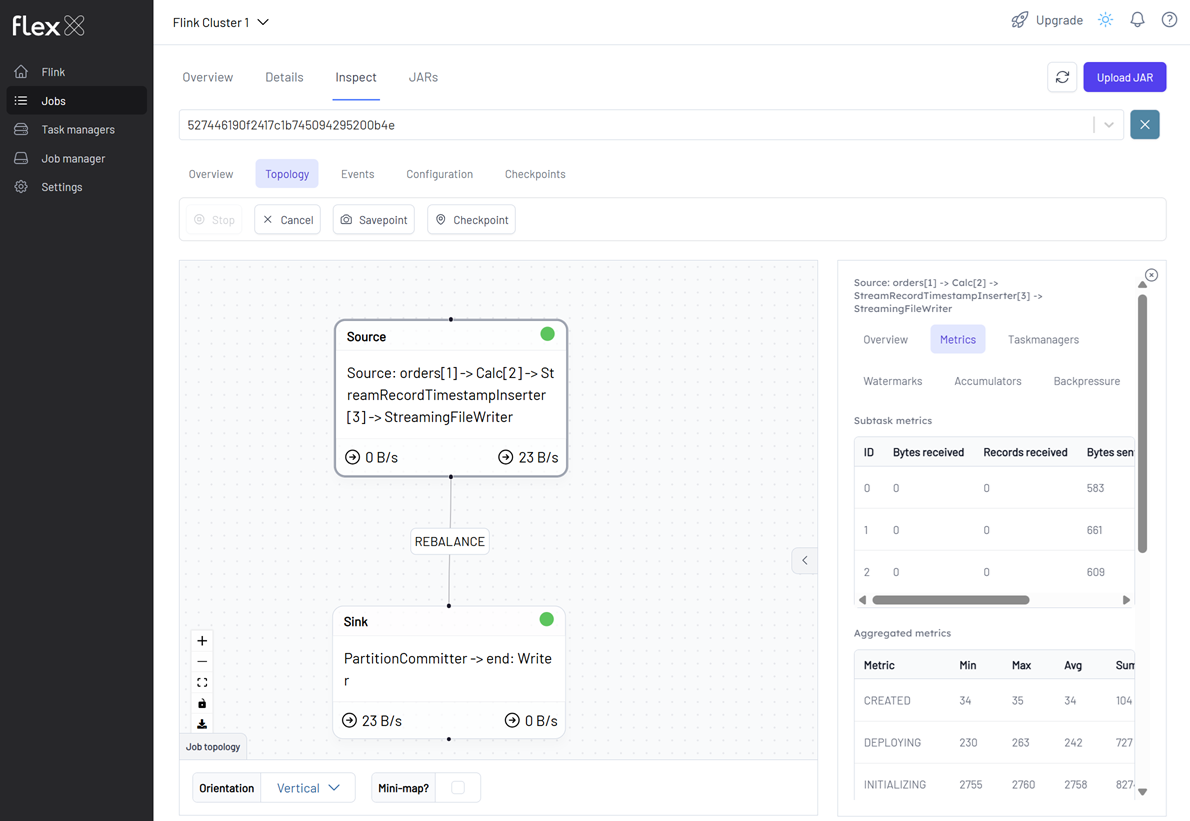 flex
Flink
Jobs
Task managers
Job manager
Settings
Flink Cluster 1
Upgrade
Overview Details Inspect JARs
Upload JAR
527446190f2417c1b745094295200b4e
Overview Topology Events Configuration Checkpoints
Stop Cancel Savepoint Checkpoint
Source
Source: orders[1] -> Calc[2] -> St
reamRecordTimestampInserter
[3] -> StreamingFileWriter
0 B/s 23 B/s
REBALANCE
Sink
PartitionCommitter -> end: Write
r
23 B/s 0 B/s
Job topology
Orientation Vertical Mini-map?
Source: orders[1] -> Calc[2] ->
StreamRecordTimestampInserter[3] ->
StreamingFileWriter
Overview Metrics Taskmanagers
Watermarks Accumulators Backpressure
Subtask metrics
ID Bytes received Records received Bytes sen
0 0 0 583
1 0 0 661
2 0 0 609
Aggregated metrics
Metric Min Max Avg Sum
CREATED 34 35 34 104
DEPLOYING 230 263 242 727
INITIALIZING 2755 2760 2758 827